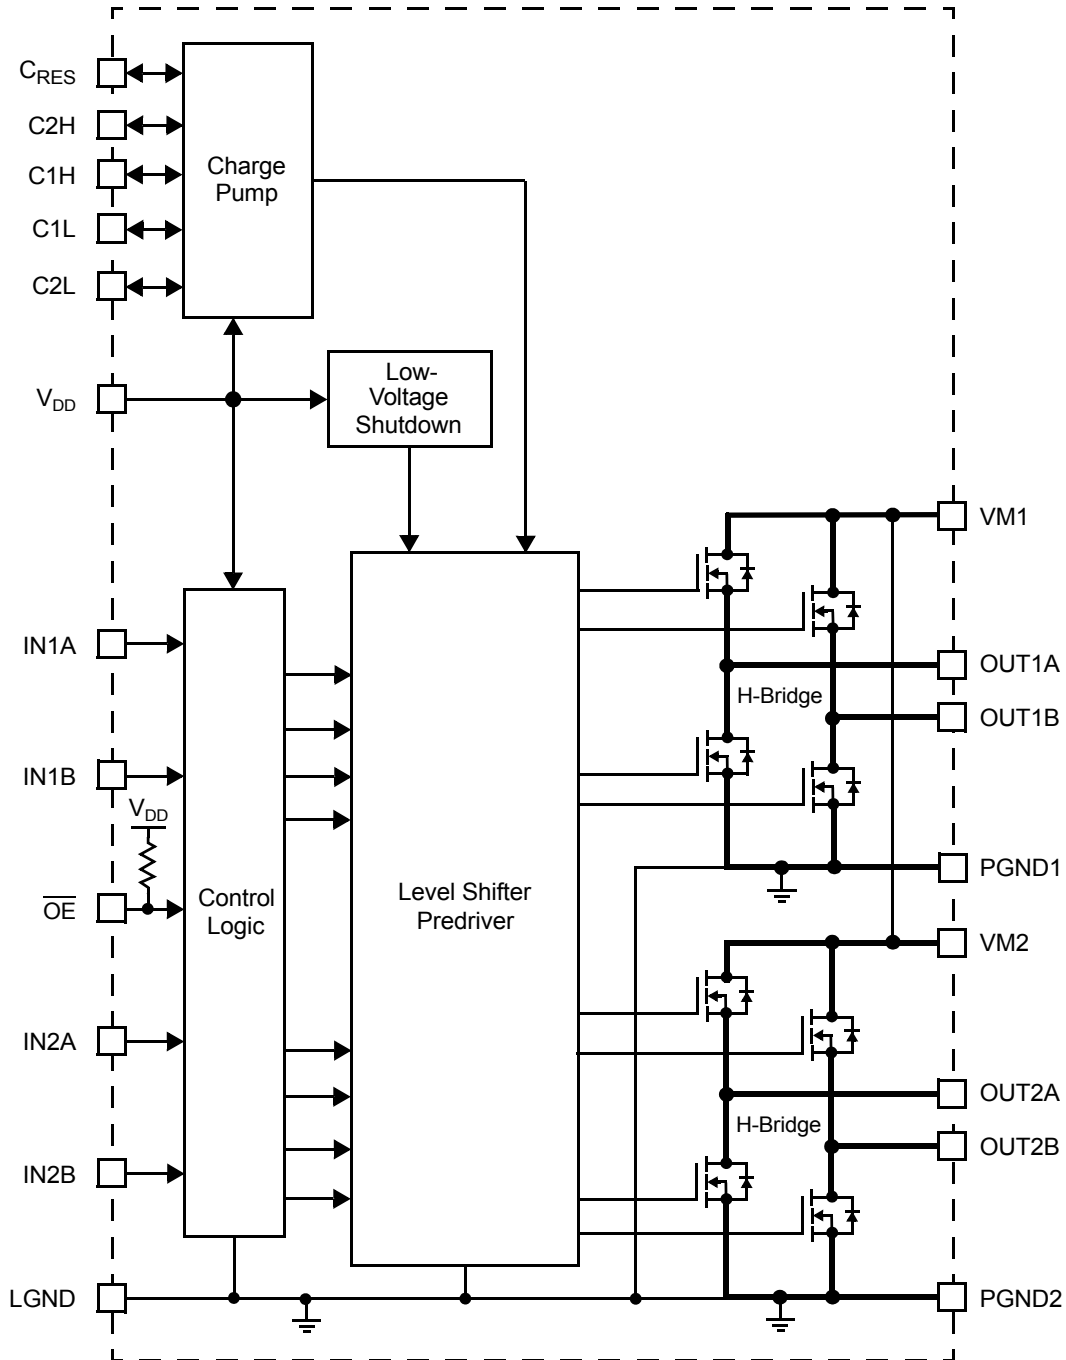 CRES
C2H
C1H
C1L
C2L
Charge
Pump
VDD
Low-
Voltage
Shutdown
VM1
IN1A
OUT1A
H-Bridge
OUT1B
IN1B
VDD
PGND1
OE
Control
Logic
Level Shifter
Predriver
VM2
IN2A
OUT2A
H-Bridge
OUT2B
IN2B
LGND
PGND2